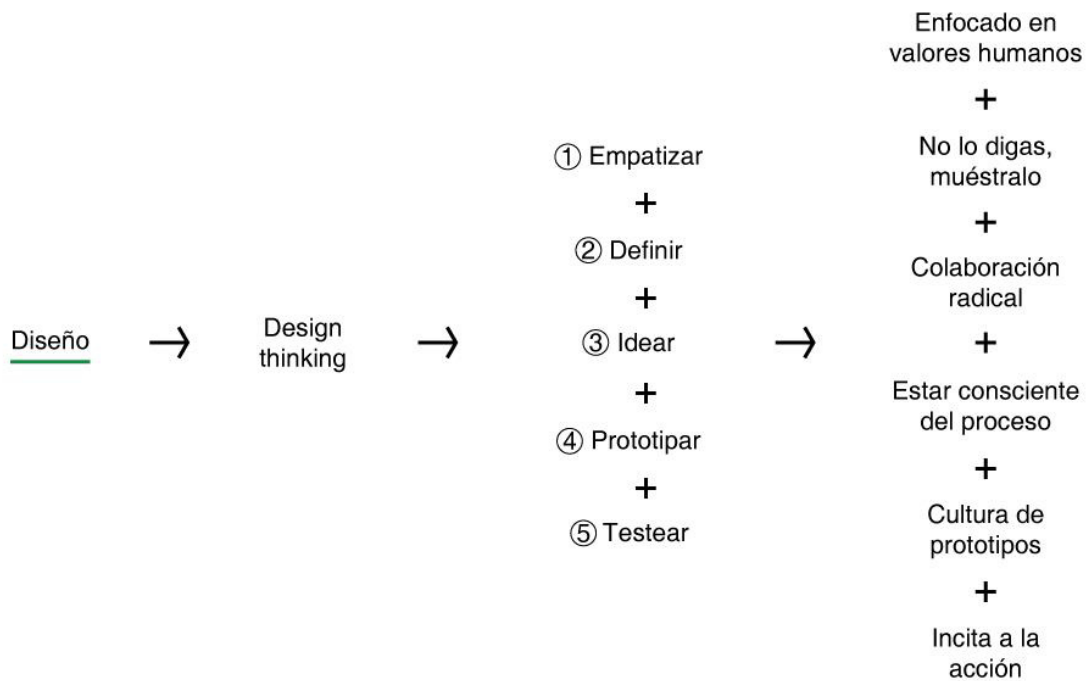 Diseño
→
Design
thinking
→
① Empatizar
+
② Definir
+
③ Idear
+
④ Prototipar
+
⑤ Testear
→
Enfocado en
valores humanos
+
No lo digas,
muéstralo
+
Colaboración
radical
+
Estar consciente
del proceso
+
Cultura de
prototipos
+
Incita a la
acción